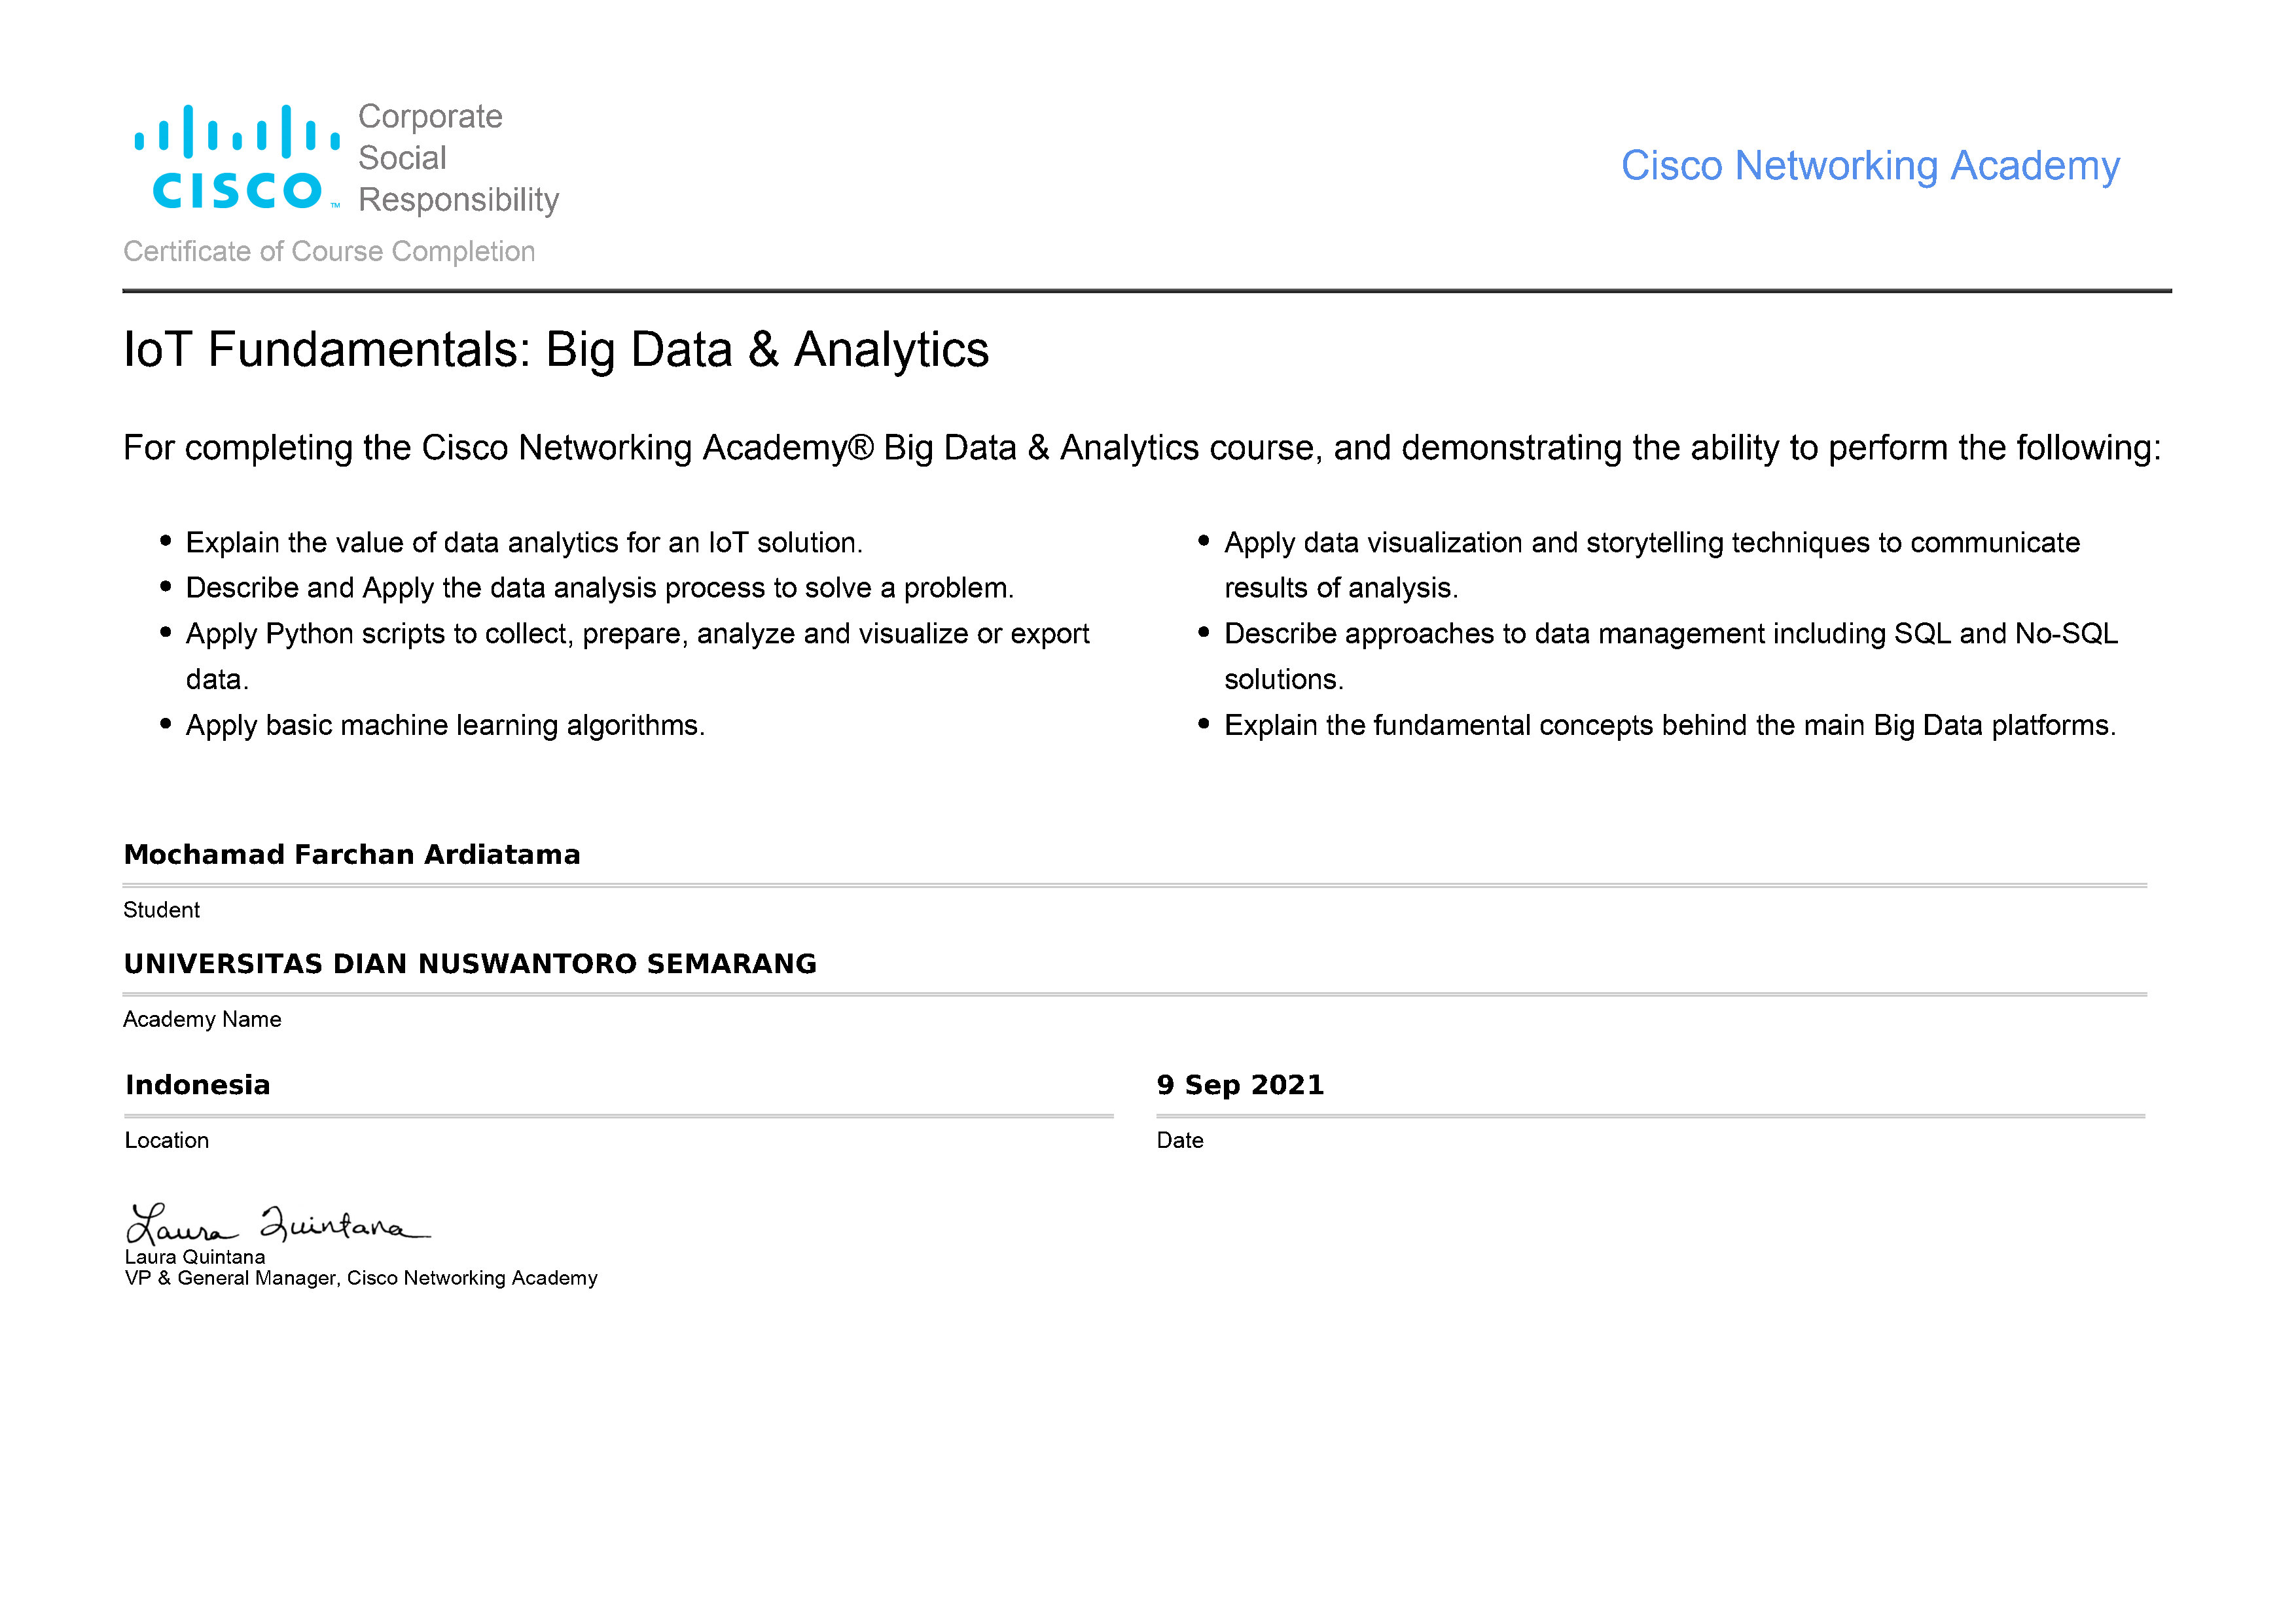 Corporate
Social
Responsibility
CISCO™
Cisco Networking Academy
Certificate of Course Completion
IoT Fundamentals: Big Data & Analytics
For completing the Cisco Networking Academy® Big Data & Analytics course, and demonstrating the ability to perform the following:
• Explain the value of data analytics for an IoT solution.
• Describe and Apply the data analysis process to solve a problem.
• Apply Python scripts to collect, prepare, analyze and visualize or export
data.
• Apply basic machine learning algorithms.
• Apply data visualization and storytelling techniques to communicate
results of analysis.
• Describe approaches to data management including SQL and No-SQL
solutions.
• Explain the fundamental concepts behind the main Big Data platforms.
Mochamad Farchan Ardiatama
Student
UNIVERSITAS DIAN NUSWANTORO SEMARANG
Academy Name
Indonesia
Location
9 Sep 2021
Date
Laura Quintana
Laura Quintana
VP & General Manager, Cisco Networking Academy